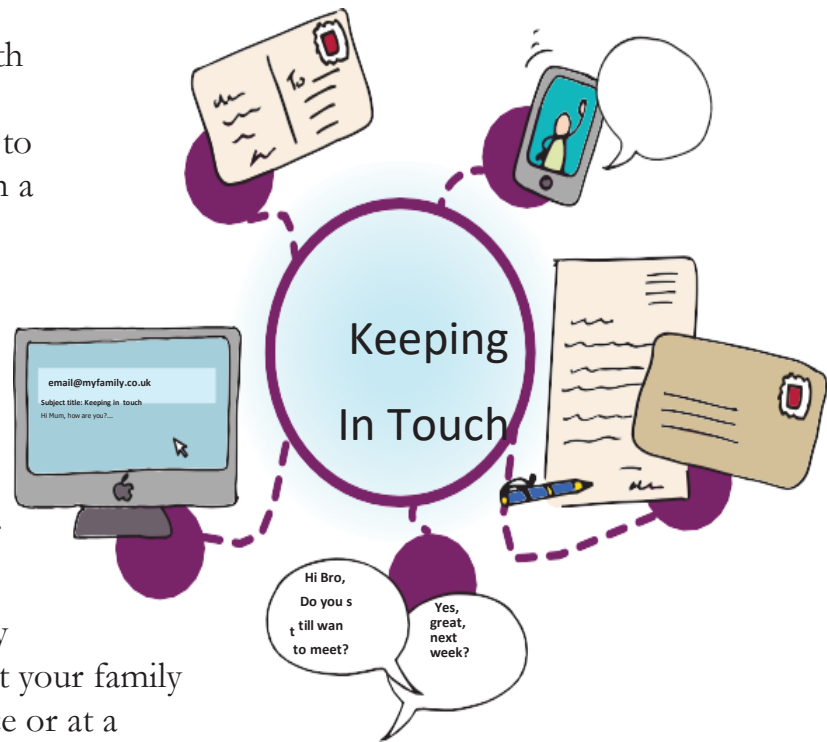 th
to
a
To
Keeping
In Touch
email@myfamily.co.uk
Subject title: Keeping in touch
Hi Mum, how are you?...
Hi Bro,
Do you s
t till wan
to meet?
Yes,
great,
next
week?
y
t your family
e or at a